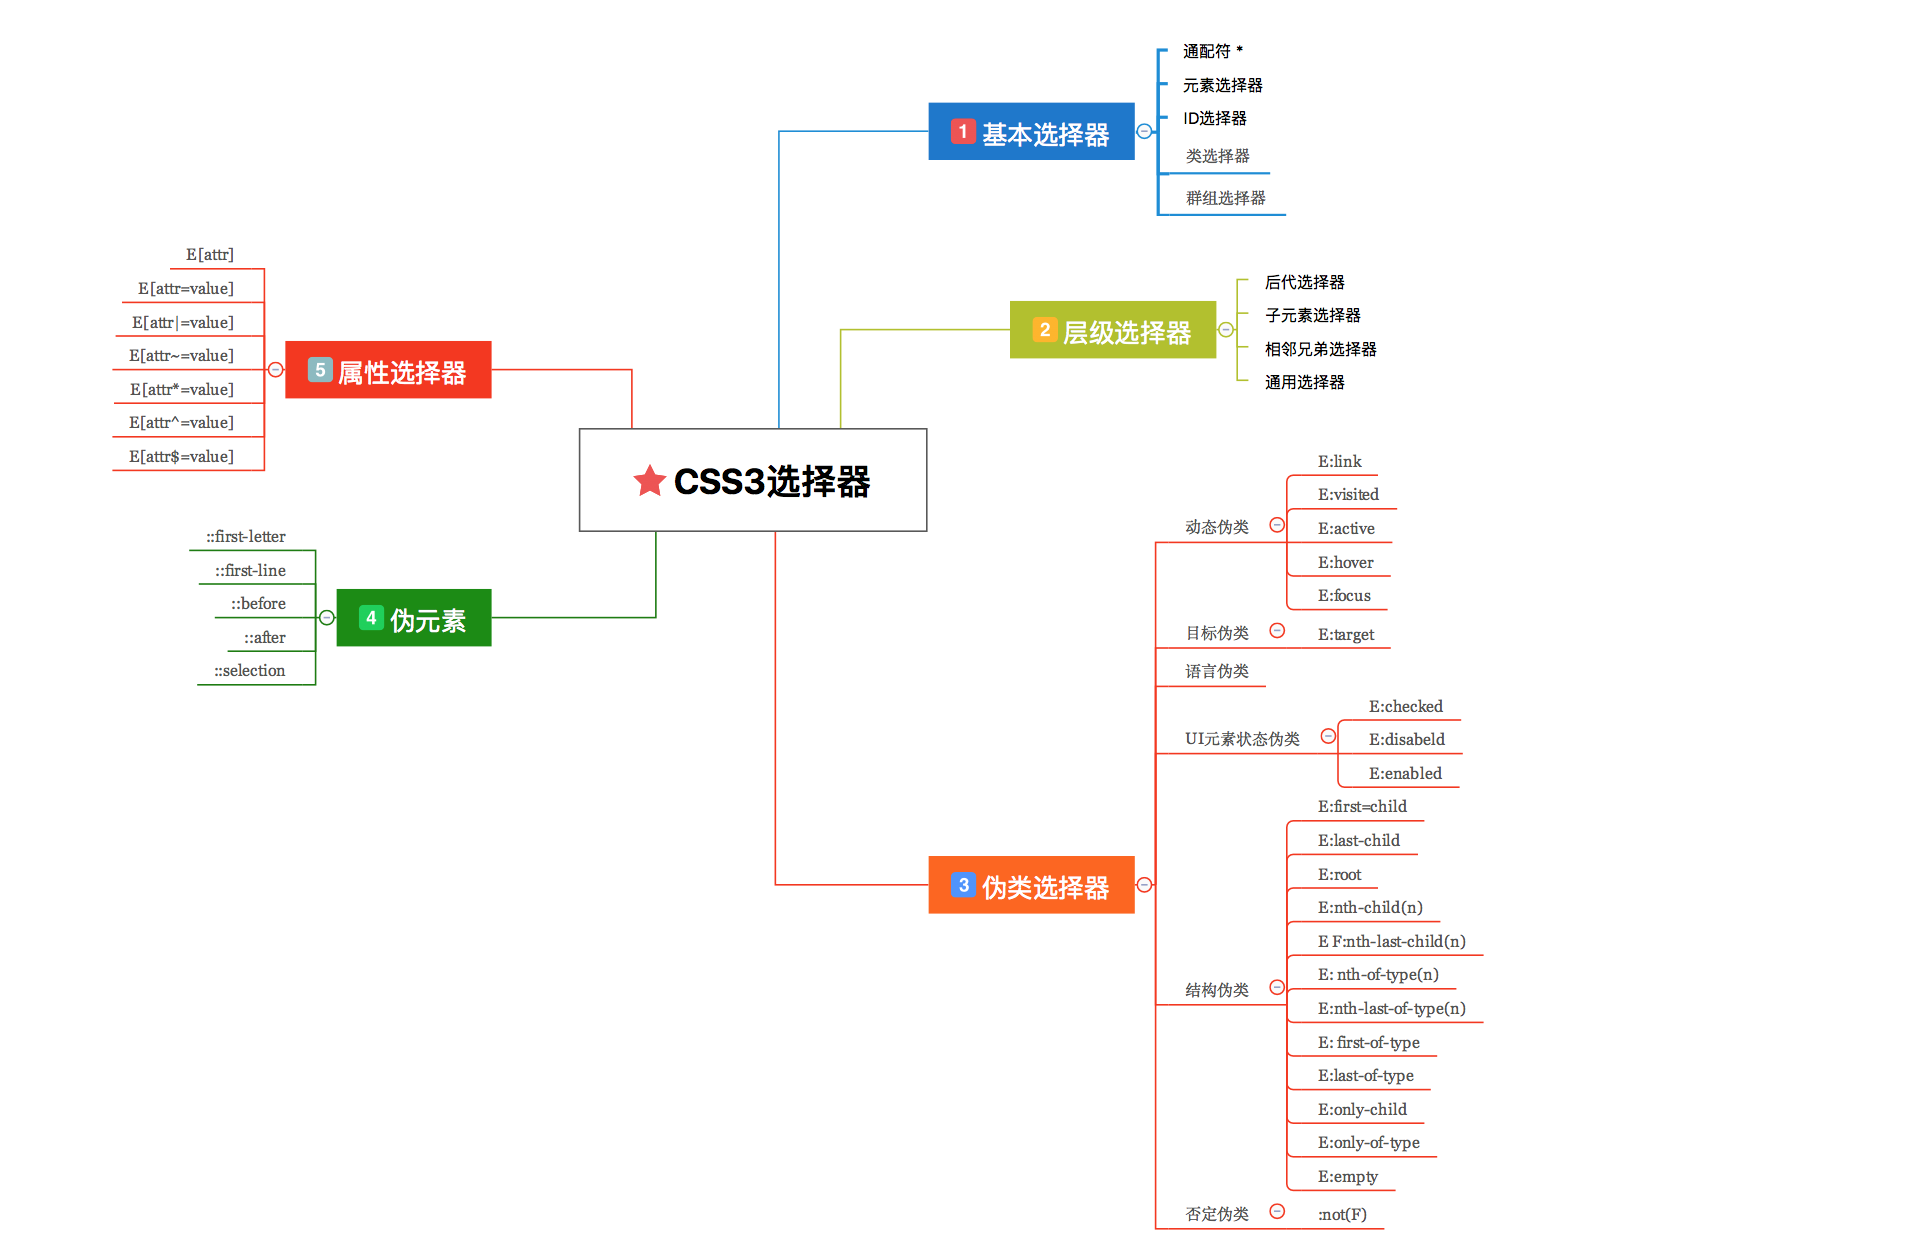 CSS3选择器
1 基本选择器
通配符 *
元素选择器
ID选择器
类选择器
群组选择器
2 层级选择器
后代选择器
子元素选择器
相邻兄弟选择器
通用选择器
3 伪类选择器
动态伪类
E:link
E:visited
E:active
E:hover
E:focus
目标伪类
E:target
语言伪类
UI元素状态伪类
E:checked
E:disabeld
E:enabled
结构伪类
E:first=child
E:last-child
E:root
E:nth-child(n)
E F:nth-last-child(n)
E: nth-of-type(n)
E:nth-last-of-type(n)
E: first-of-type
E:last-of-type
E:only-child
E:only-of-type
E:empty
否定伪类
:not(F)
4 伪元素
::first-letter
::first-line
::before
::after
::selection
5 属性选择器
E[attr]
E[attr=value]
E[attr|=value]
E[attr~=value]
E[attr*=value]
E[attr^=value]
E[attr$=value]